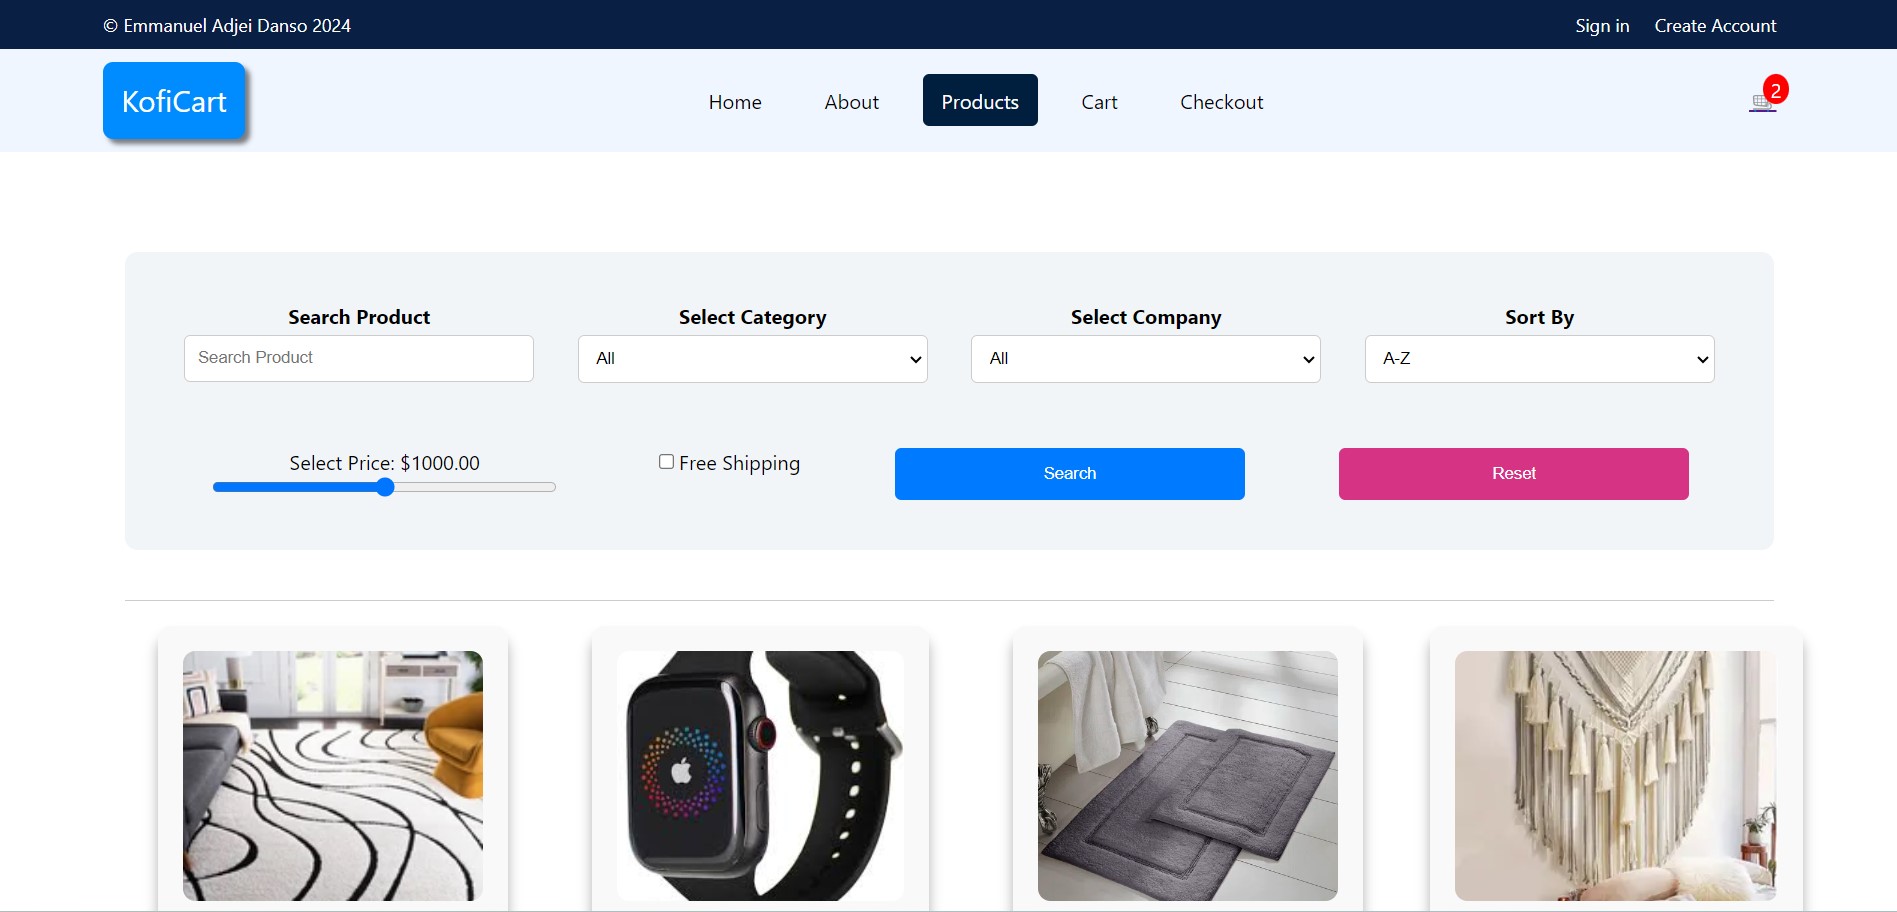 © Emmanuel Adjei Danso 2024
Sign in
Create Account
KofiCart
Home
About
Products
Cart
Checkout
2
Search Product
Select Category
Select Company
Sort By
Search Product
All
All
A-Z
Select Price: $1000.00
Free Shipping
Search
Reset